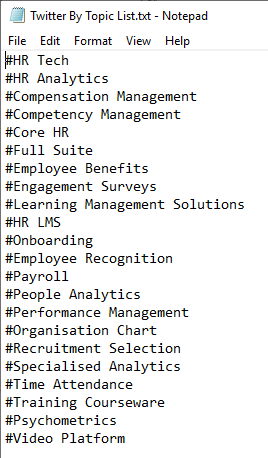 Twitter By Topic List.txt - Notepad
File Edit Format View Help
#HR Tech
#HR Analytics
#Compensation Management
#Competency Management
#Core HR
#Full Suite
#Employee Benefits
#Engagement Surveys
#Learning Management Solutions
#HR LMS
#Onboarding
#Employee Recognition
#Payroll
#People Analytics
#Performance Management
#Organisation Chart
#Recruitment Selection
#Specialised Analytics
#Time Attendance
#Training Courseware
#Psychometrics
#Video Platform